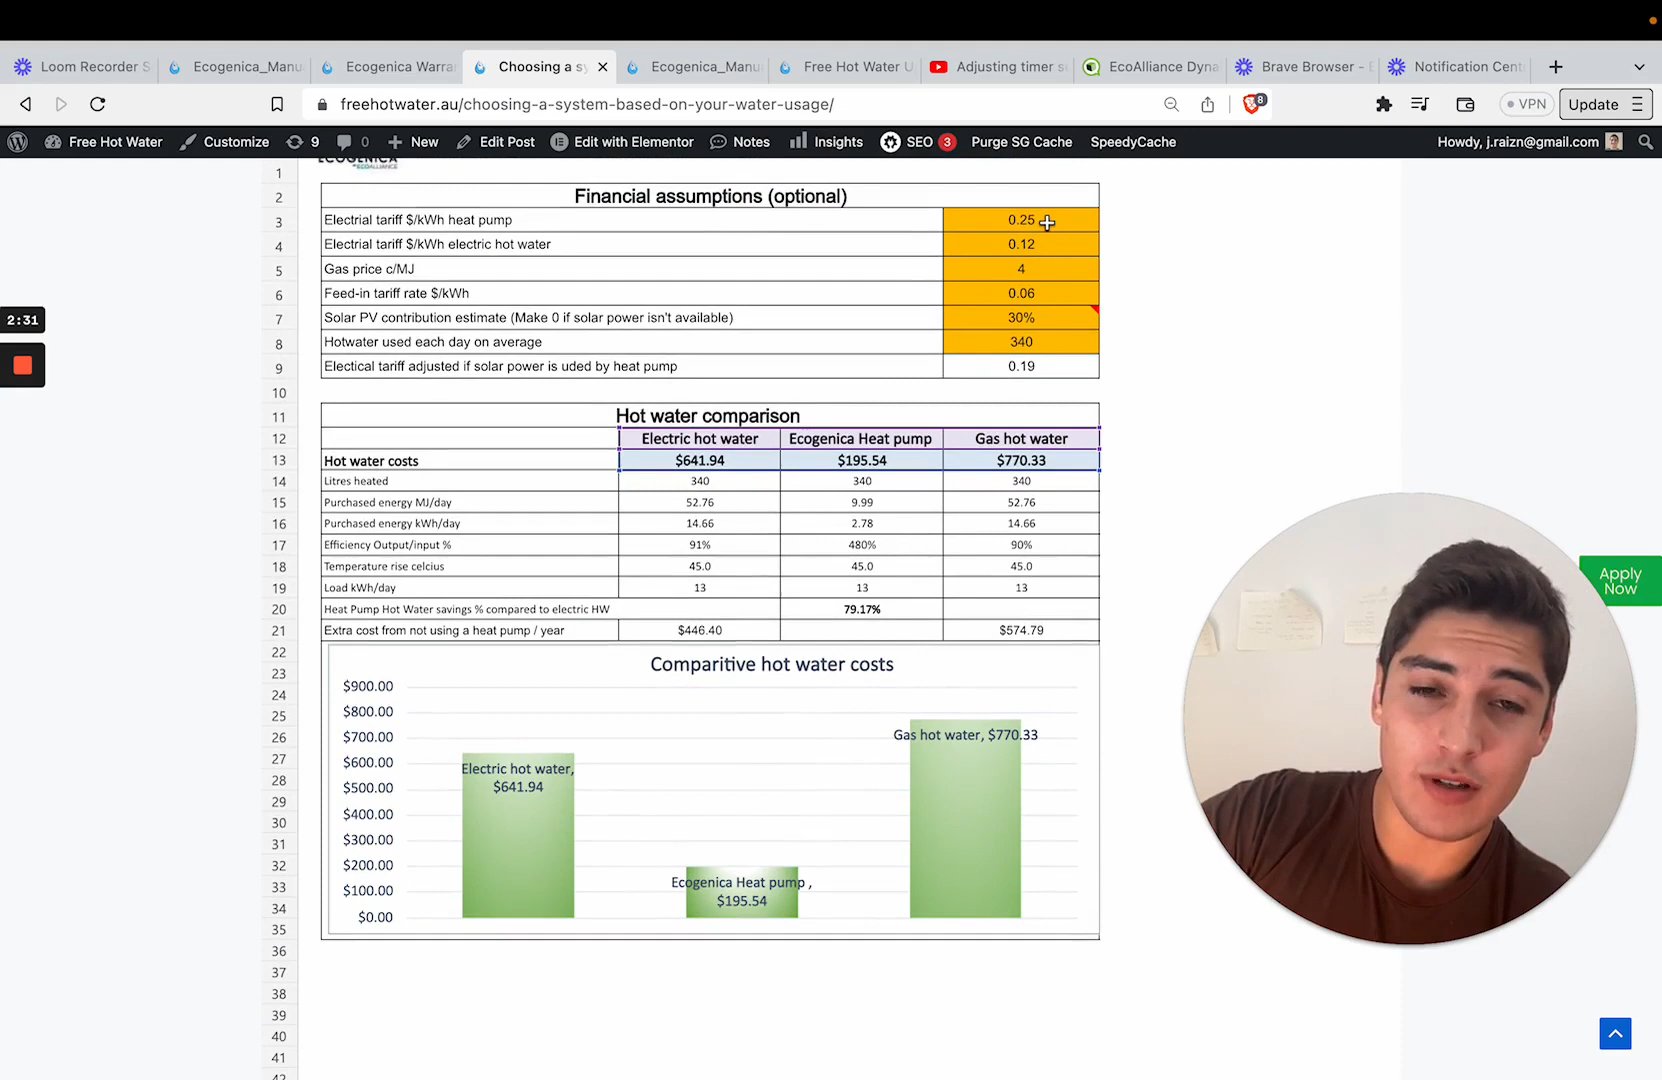 Loom Recorder S
Ecogenica_Manu
Ecogenica Warra
Choosing a sy
Ecogenica_Manu
Free Hot Water U
Adjusting timer s
EcoAlliance Dyna
Brave Browser -
Notification Cent
freehotwater.au/choosing-a-system-based-on-your-water-usage/
8
VPN
Update
Free Hot Water
Customize
9
0
New
Edit Post
Edit with Elementor
Notes
Insights
SEO 3
Purge SG Cache
SpeedyCache
Howdy, j.raizn@gmail.com
ECOGENICA
ECOALLIANCE
1
2 Financial assumptions (optional)
3 Electrial tariff $/kWh heat pump 0.25
4 Electrial tariff $/kWh electric hot water 0.12
5 Gas price c/MJ 4
6 Feed-in tariff rate $/kWh 0.06
7 Solar PV contribution estimate (Make 0 if solar power isn't available) 30%
8 Hotwater used each day on average 340
9 Electical tariff adjusted if solar power is uded by heat pump 0.19
10
11 Hot water comparison
12 Electric hot water Ecogenica Heat pump Gas hot water
13 Hot water costs $641.94 $195.54 $770.33
14 Litres heated 340 340 340
15 Purchased energy MJ/day 52.76 9.99 52.76
16 Purchased energy kWh/day 14.66 2.78 14.66
17 Efficiency Output/input % 91% 480% 90%
18 Temperature rise celcius 45.0 45.0 45.0
19 Load kWh/day 13 13 13
20 Heat Pump Hot Water savings % compared to electric HW 79.17%
21 Extra cost from not using a heat pump / year $446.40 $574.79
22
23
24
25
26
27
28
29
30
31
32
33
34
35
36
37
38
39
40
41
42
Comparitive hot water costs
$900.00
$800.00
$700.00
$600.00
$500.00
$400.00
$300.00
$200.00
$100.00
$0.00
Electric hot water,
$641.94
Ecogenica Heat pump ,
$195.54
Gas hot water, $770.33
2:31
Apply
Now